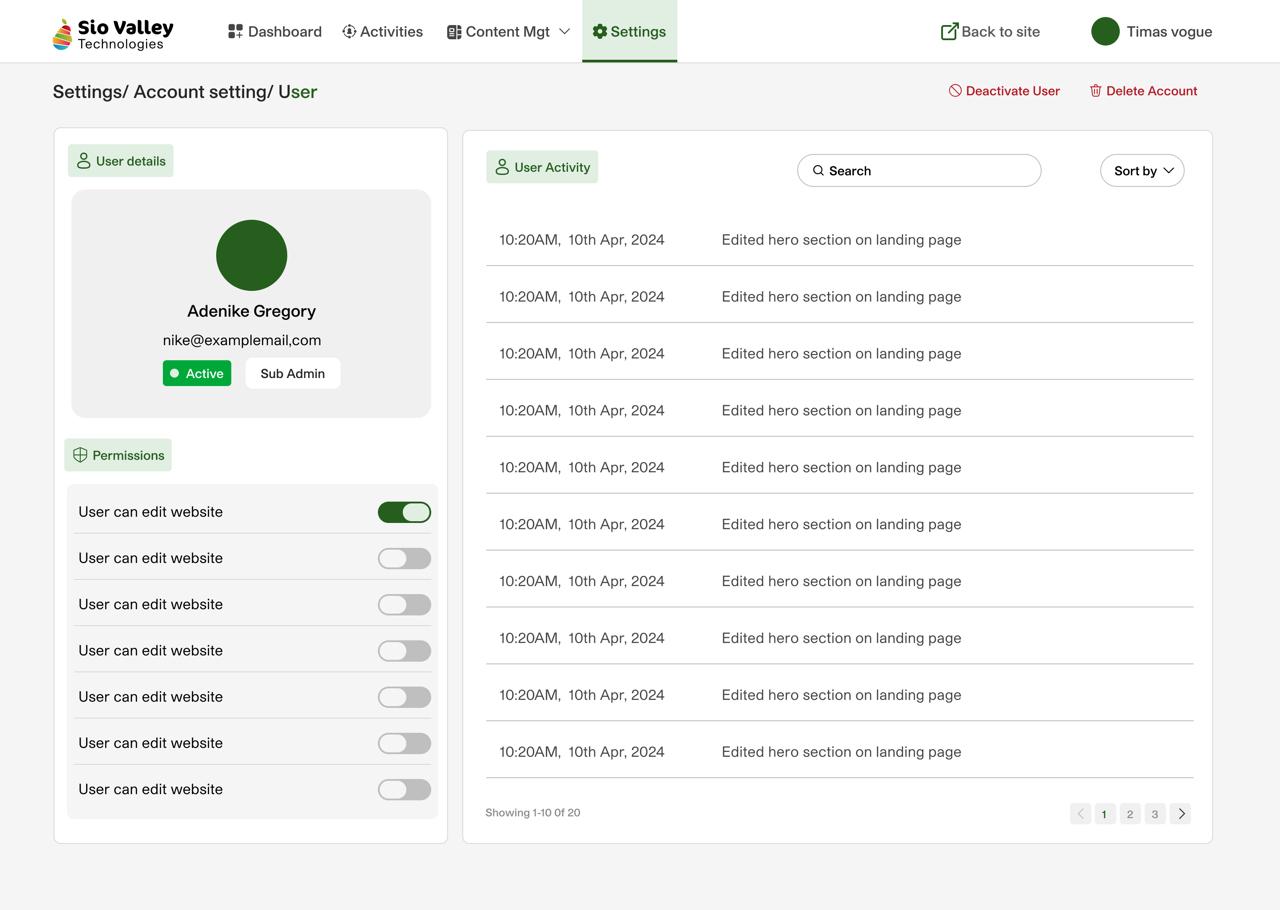 Sio Valley
Technologies
Dashboard
Activities
Content Mgt
Settings
Back to site
Timas vogue
Settings/ Account setting/ User
Deactivate User
Delete Account
User details
Adenike Gregory
nike@examplemail,com
Active
Sub Admin
Permissions
User can edit website
User can edit website
User can edit website
User can edit website
User can edit website
User can edit website
User can edit website
User Activity
Search
Sort by
10:20AM, 10th Apr, 2024 Edited hero section on landing page
10:20AM, 10th Apr, 2024 Edited hero section on landing page
10:20AM, 10th Apr, 2024 Edited hero section on landing page
10:20AM, 10th Apr, 2024 Edited hero section on landing page
10:20AM, 10th Apr, 2024 Edited hero section on landing page
10:20AM, 10th Apr, 2024 Edited hero section on landing page
10:20AM, 10th Apr, 2024 Edited hero section on landing page
10:20AM, 10th Apr, 2024 Edited hero section on landing page
10:20AM, 10th Apr, 2024 Edited hero section on landing page
10:20AM, 10th Apr, 2024 Edited hero section on landing page
Showing 1-10 0f 20
1 2 3